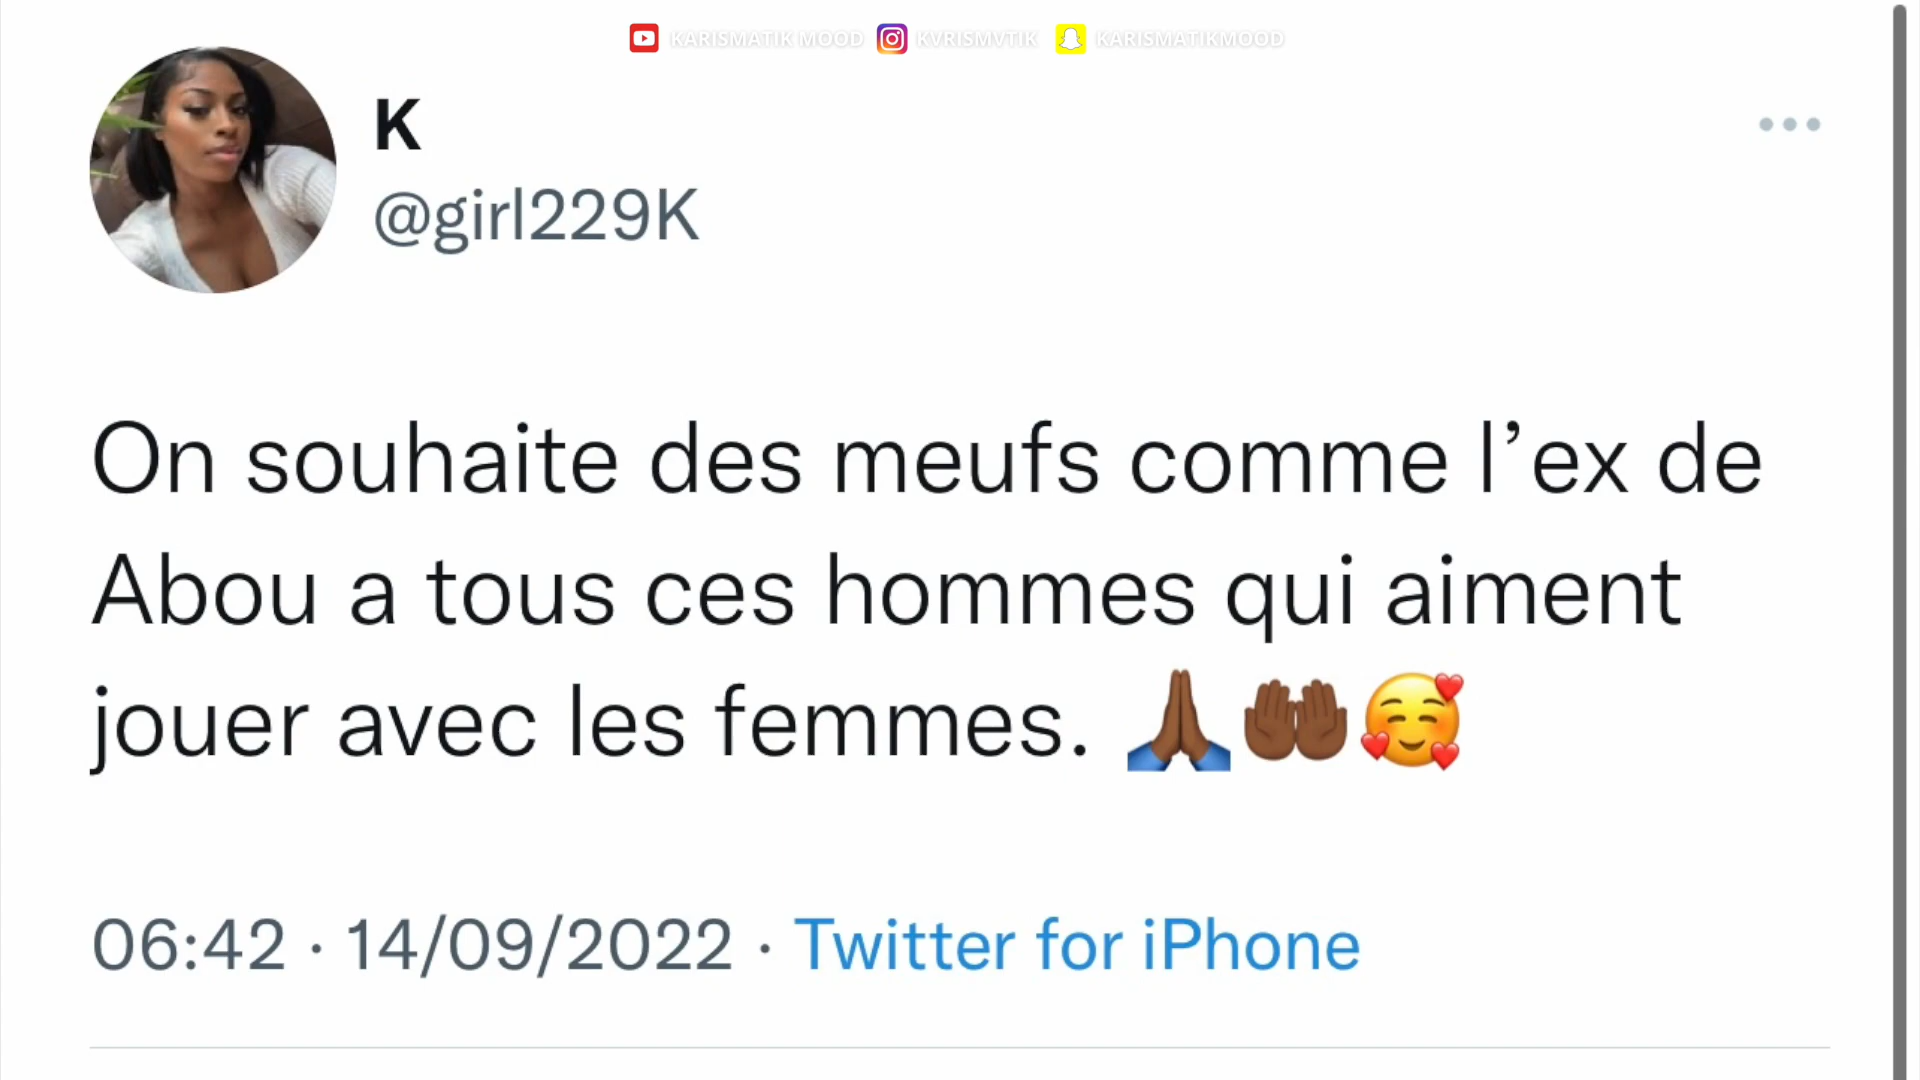 KARISMATIK MOOD KVRISMVTIK KARISMATIKMOOD
K
@girl229K
On souhaite des meufs comme l’ex de
Abou a tous ces hommes qui aiment
jouer avec les femmes. 🙏🏾🤲🏾🥰
06:42 · 14/09/2022 · Twitter for iPhone